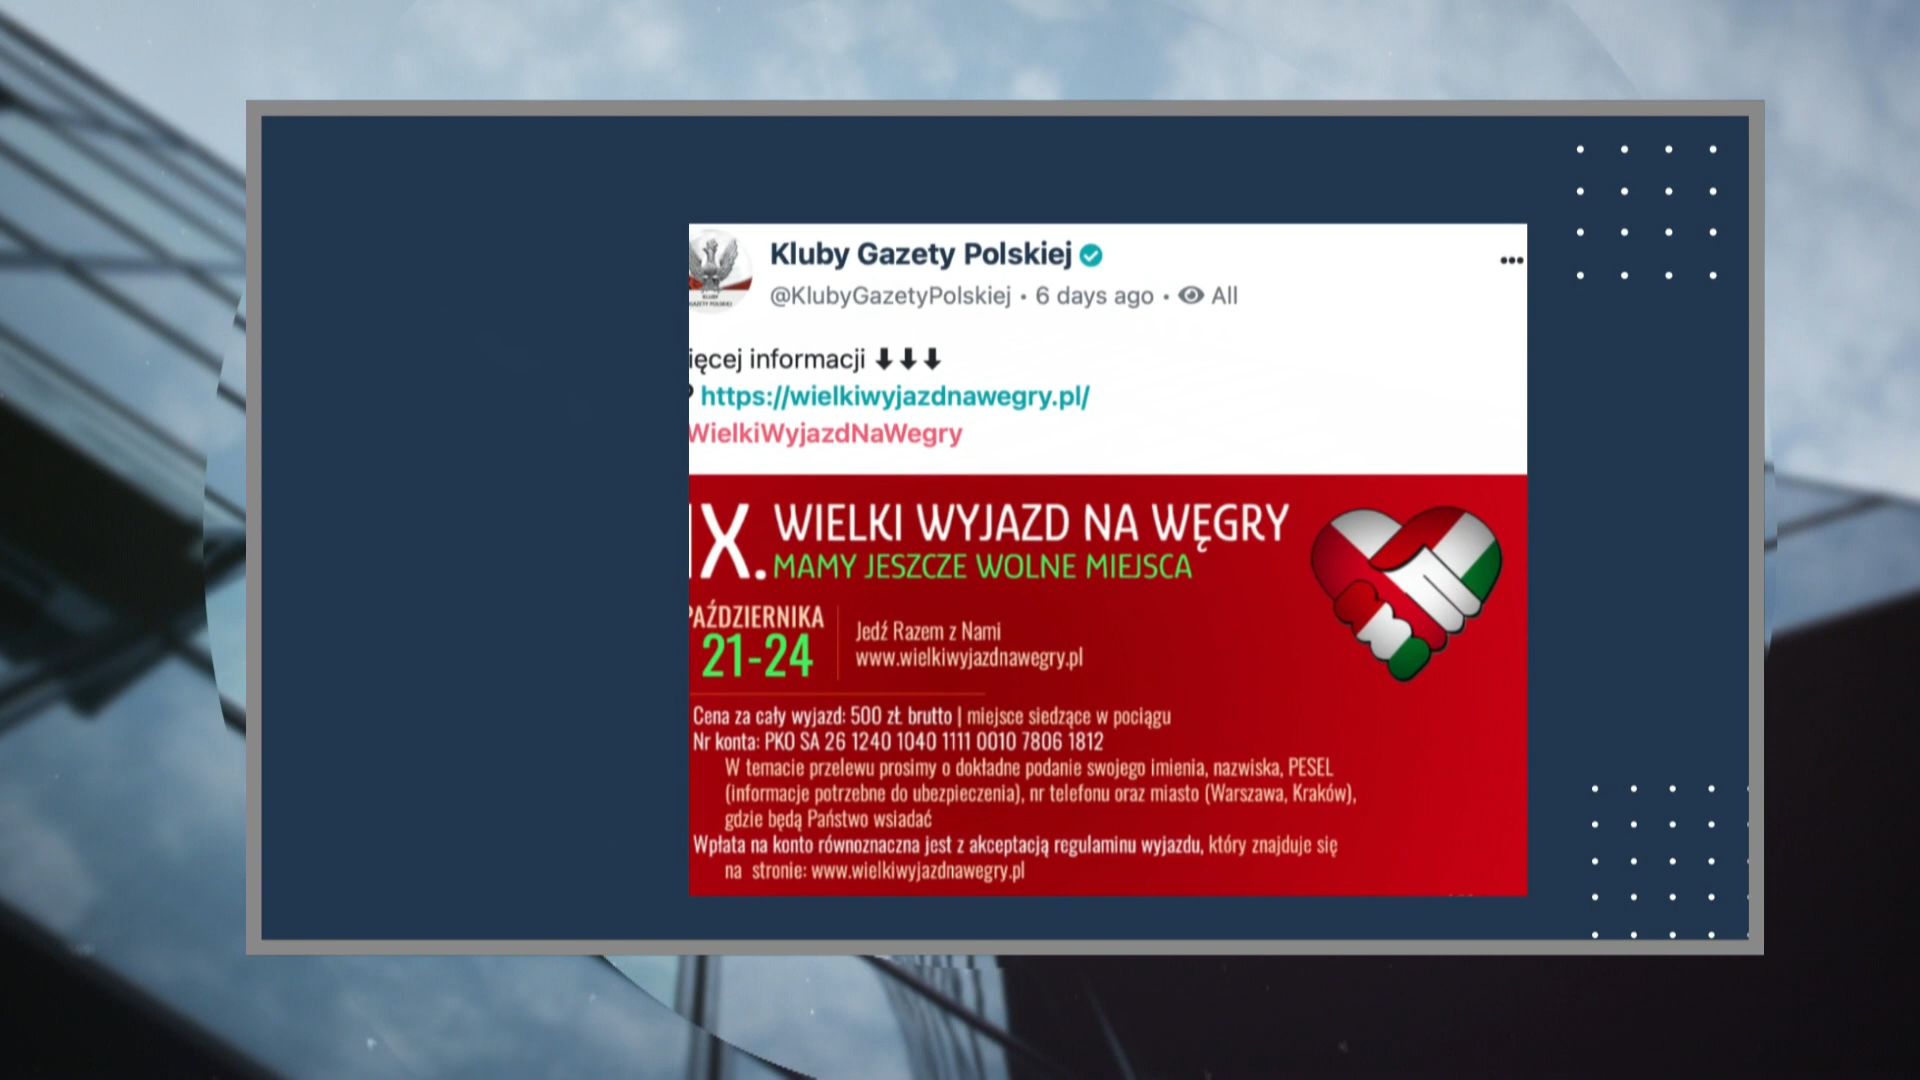 Kluby Gazety Polskiej
@KlubyGazetyPolskiej • 6 days ago • All
ięcej informacji
https://wielkiwyjazdnawegry.pl/
WielkiWyjazdNaWegry
IX. WIELKI WYJAZD NA WĘGRY
MAMY JESZCZE WOLNE MIEJSCA
PAŹDZIERNIKA
21-24
Jedź Razem z Nami
www.wielkiwyjazdnawegry.pl
Cena za cały wyjazd: 500 zł brutto | miejsce siedzące w pociągu
Nr konta: PKO SA 26 1240 1040 1111 0010 7806 1812
W temacie przelewu prosimy o dokładne podanie swojego imienia, nazwiska, PESEL
(informacje potrzebne do ubezpieczenia), nr telefonu oraz miasto (Warszawa, Kraków),
gdzie będą Państwo wsiadać
Wpłata na konto równoznaczna jest z akceptacją regulaminu wyjazdu, który znajduje się
na stronie: www.wielkiwyjazdnawegry.pl